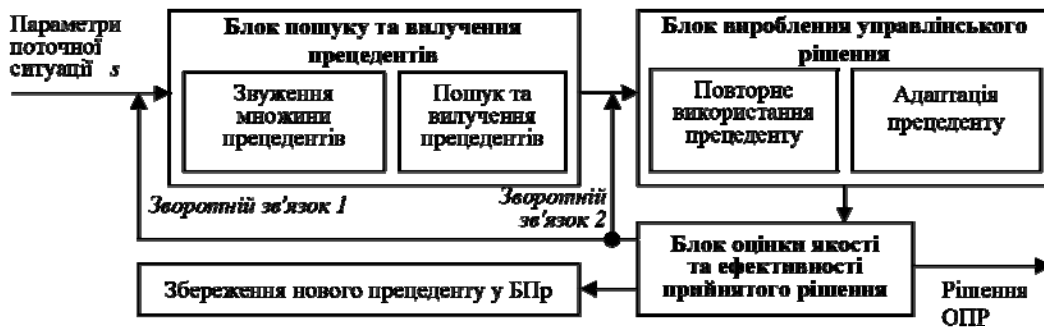 Параметри
поточної
ситуації s
Блок пошуку та вилучення
прецедентів
Звуження
множини
прецедентів
Пошук та
вилучення
прецедентів
Блок вироблення управлінського
рішення
Повторне
використання
прецеденту
Адаптація
прецеденту
Зворотній зв'язок 1
Зворотній
зв'язок 2
Блок оцінки якості
та ефективності
прийнятого рішення
Збереження нового прецеденту у БПр
Рішення
ОПР